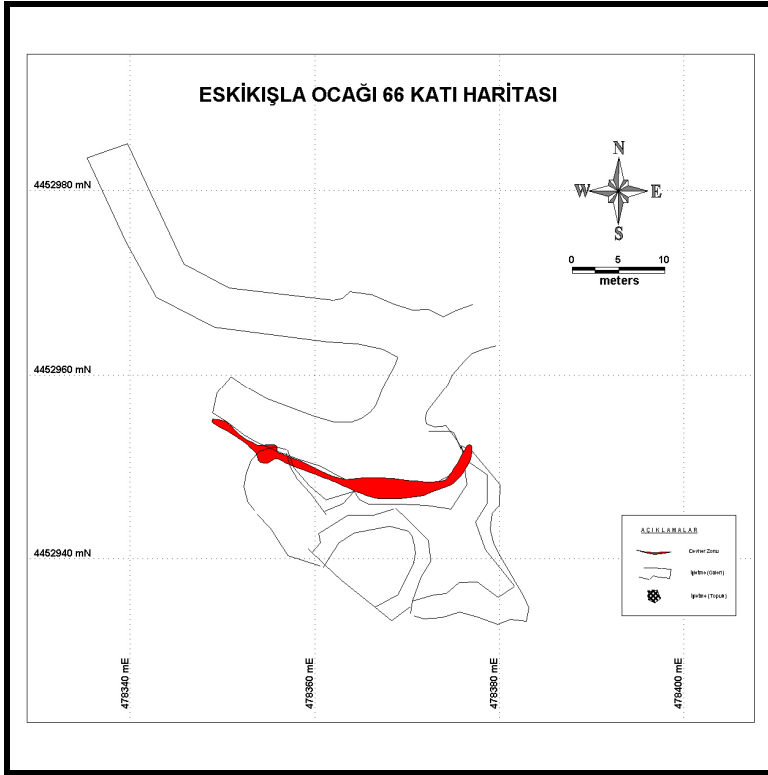 ESKİKIŞLA OCAĞI 66 KATI HARİTASI
N
W E
S
4452980 mN
0 5 10
meters
4452960 mN
4452940 mN
AÇIKLAMALAR
Cevher Zonu
İşletme (Galeri)
İşletme (Topuk)
478340 mE
478360 mE
478380 mE
478400 mE